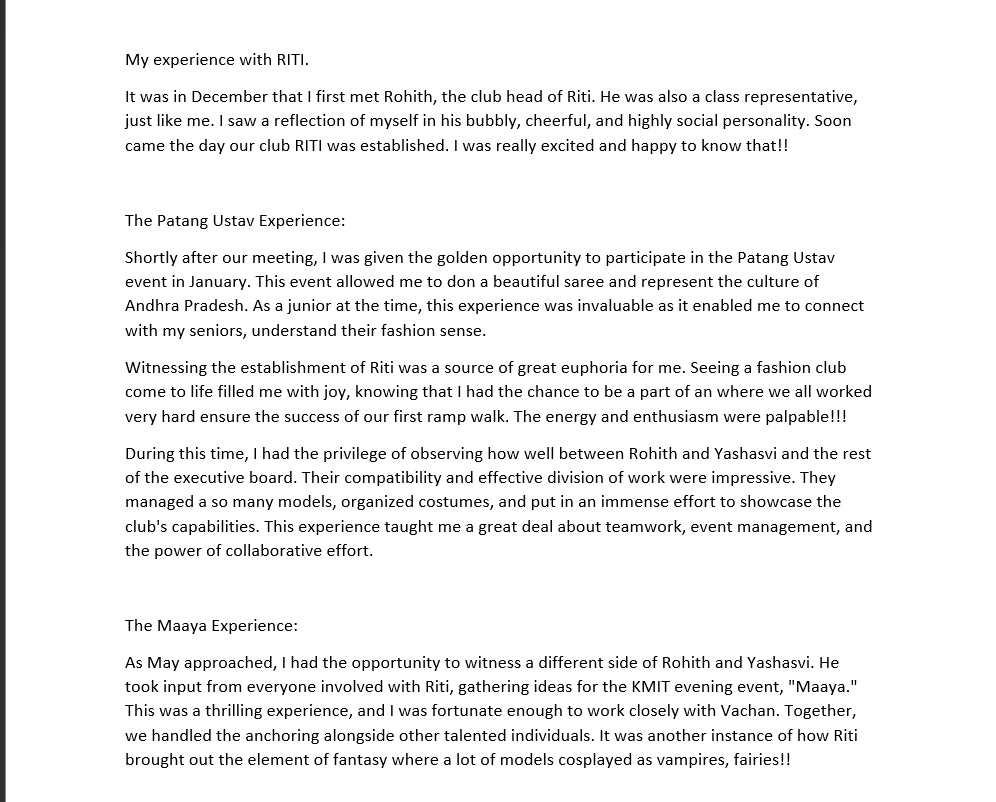 My experience with RITI.
It was in December that I first met Rohith, the club head of Riti. He was also a class representative,
just like me. I saw a reflection of myself in his bubbly, cheerful, and highly social personality. Soon
came the day our club RITI was established. I was really excited and happy to know that!!
The Patang Ustav Experience:
Shortly after our meeting, I was given the golden opportunity to participate in the Patang Ustav
event in January. This event allowed me to don a beautiful saree and represent the culture of
Andhra Pradesh. As a junior at the time, this experience was invaluable as it enabled me to connect
with my seniors, understand their fashion sense.
Witnessing the establishment of Riti was a source of great euphoria for me. Seeing a fashion club
come to life filled me with joy, knowing that I had the chance to be a part of an where we all worked
very hard ensure the success of our first ramp walk. The energy and enthusiasm were palpable!!!
During this time, I had the privilege of observing how well between Rohith and Yashasvi and the rest
of the executive board. Their compatibility and effective division of work were impressive. They
managed a so many models, organized costumes, and put in an immense effort to showcase the
club's capabilities. This experience taught me a great deal about teamwork, event management, and
the power of collaborative effort.
The Maaya Experience:
As May approached, I had the opportunity to witness a different side of Rohith and Yashasvi. He
took input from everyone involved with Riti, gathering ideas for the KMIT evening event, "Maaya."
This was a thrilling experience, and I was fortunate enough to work closely with Vachan. Together,
we handled the anchoring alongside other talented individuals. It was another instance of how Riti
brought out the element of fantasy where a lot of models cosplayed as vampires, fairies!!